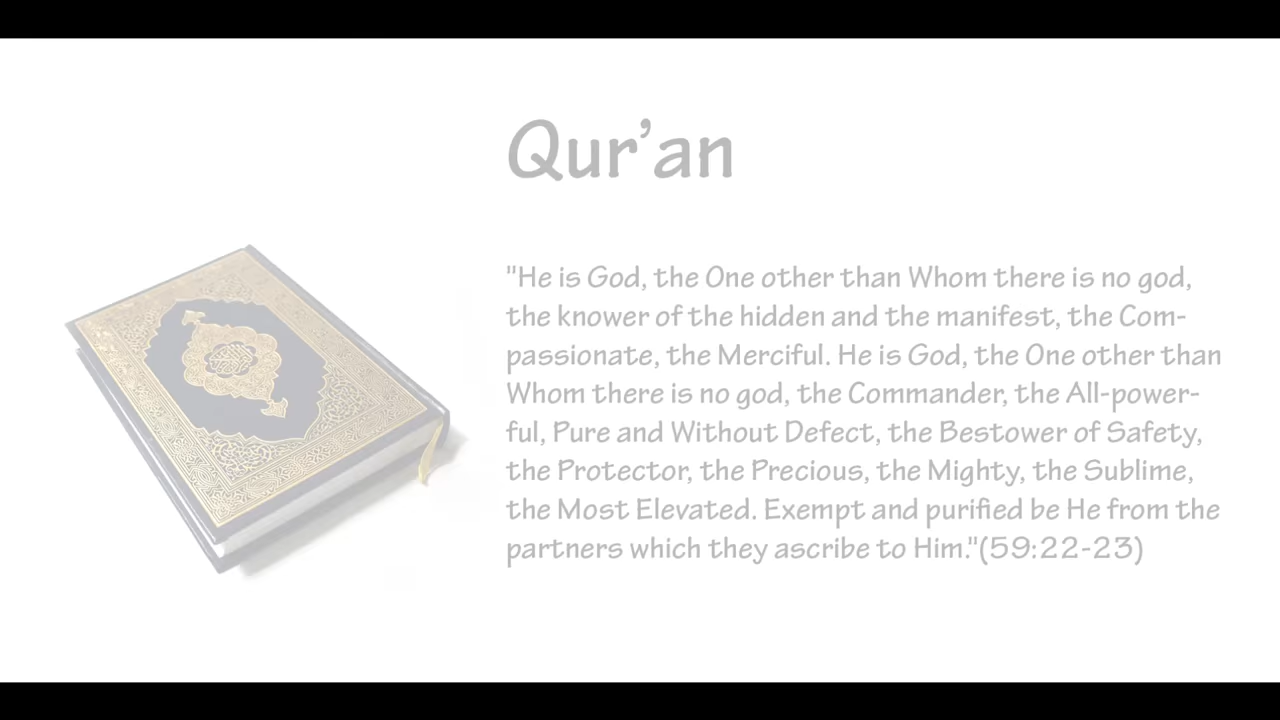 Qur’an
"He is God, the One other than Whom there is no god,
the knower of the hidden and the manifest, the Com-
passionate, the Merciful. He is God, the One other than
Whom there is no god, the Commander, the All-power-
ful, Pure and Without Defect, the Bestower of Safety,
the Protector, the Precious, the Mighty, the Sublime,
the Most Elevated. Exempt and purified be He from the
partners which they ascribe to Him."(59:22-23)